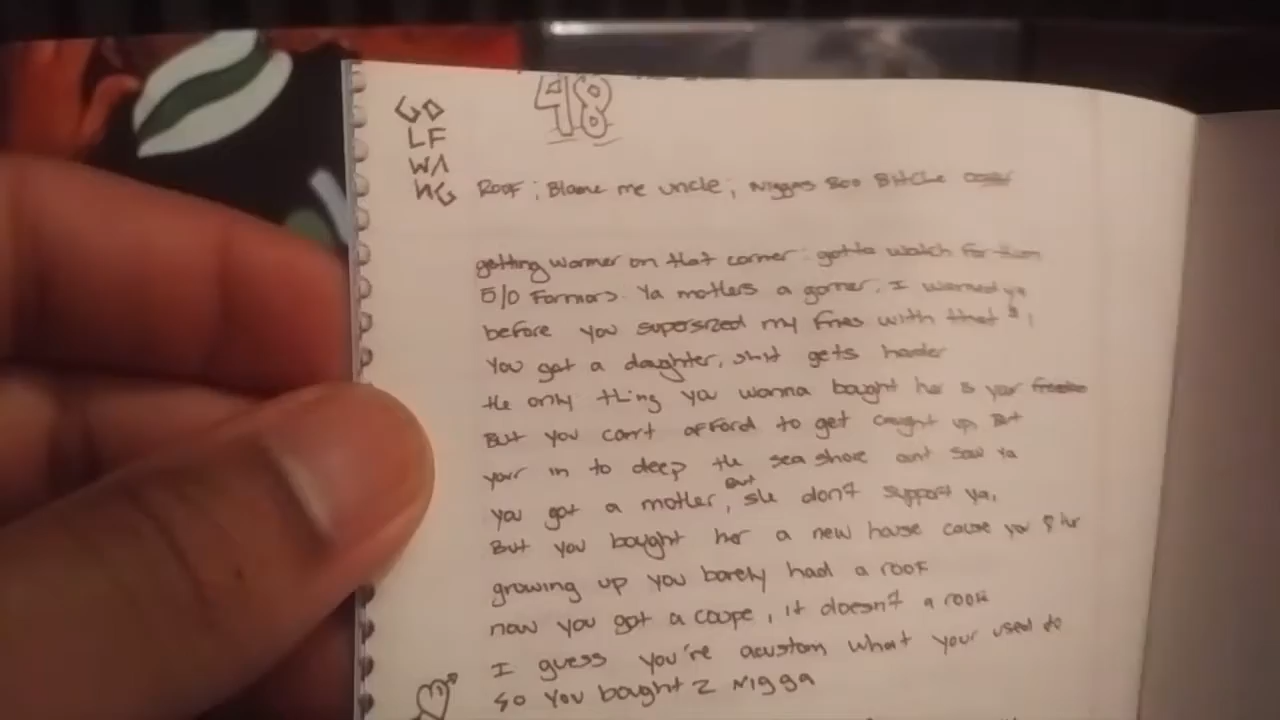 48
GO
LF
WA
NG
ROOF ; Blame me uncle ; Niggas Boo Bitche
getting warmer on that corner gotta watch for them
5/0 Formors. Ya mothers a gorner. I warned ya
before you supersized my fries with that
You got a daughter, shit gets harder
the only thing you wanna bought her is your
But you can't afford to get caught up But
your in to deep the sea shore aint saw ya
you got a mother, but she don't support ya,
But you bought her a new house cause you & her
growing up you barely had a roof
now you got a coupe, it doesn't a roof
I guess you're acustom what your used to
so you bought 2 Nigga